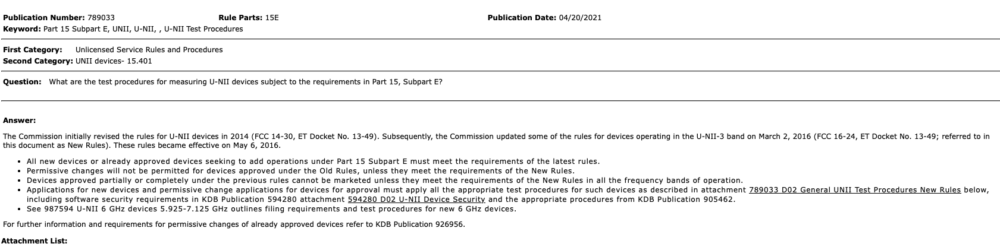 Publication Number: 789033 Rule Parts: 15E Publication Date: 04/20/2021
Keyword: Part 15 Subpart E, UNII, U-NII, , U-NII Test Procedures
First Category: Unlicensed Service Rules and Procedures
Second Category: UNII devices- 15.401
Question: What are the test procedures for measuring U-NII devices subject to the requirements in Part 15, Subpart E?
Answer:
The Commission initially revised the rules for U-NII devices in 2014 (FCC 14-30, ET Docket No. 13-49). Subsequently, the Commission updated some of the rules for devices operating in the U-NII-3 band on March 2, 2016 (FCC 16-24, ET Docket No. 13-49; referred to in
this document as New Rules). These rules became effective on May 6, 2016.
• All new devices or already approved devices seeking to add operations under Part 15 Subpart E must meet the requirements of the latest rules.
• Permissive changes will not be permitted for devices approved under the Old Rules, unless they meet the requirements of the New Rules.
• Devices approved partially or completely under the previous rules cannot be marketed unless they meet the requirements of the New Rules in all the frequency bands of operation.
• Applications for new devices and permissive change applications for devices for approval must apply all the appropriate test procedures for such devices as described in attachment 789033 D02 General UNII Test Procedures New Rules below,
including software security requirements in KDB Publication 594280 attachment 594280 D02 U-NII Device Security and the appropriate procedures from KDB Publication 905462.
• See 987594 U-NII 6 GHz devices 5.925-7.125 GHz outlines filing requirements and test procedures for new 6 GHz devices.
For further information and requirements for permissive changes of already approved devices refer to KDB Publication 926956.
Attachment List: